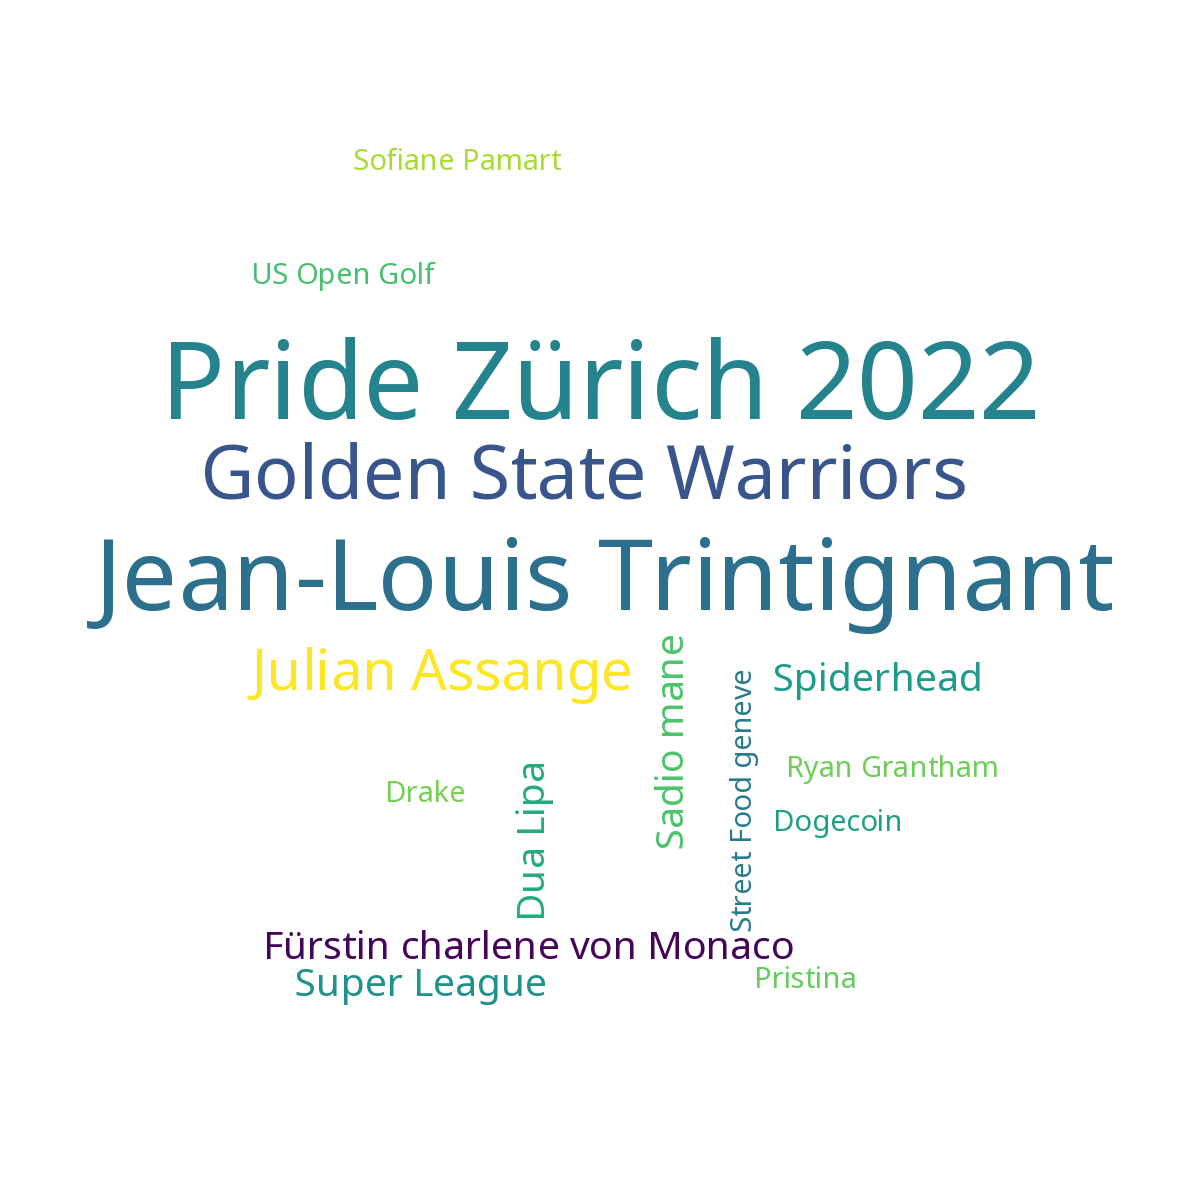 Sofiane Pamart
US Open Golf
Pride Zürich 2022
Golden State Warriors
Jean-Louis Trintignant
Julian Assange
Sadio mane
Spiderhead
Street Food geneve
Ryan Grantham
Drake
Dua Lipa
Dogecoin
Fürstin charlene von Monaco
Super League
Pristina